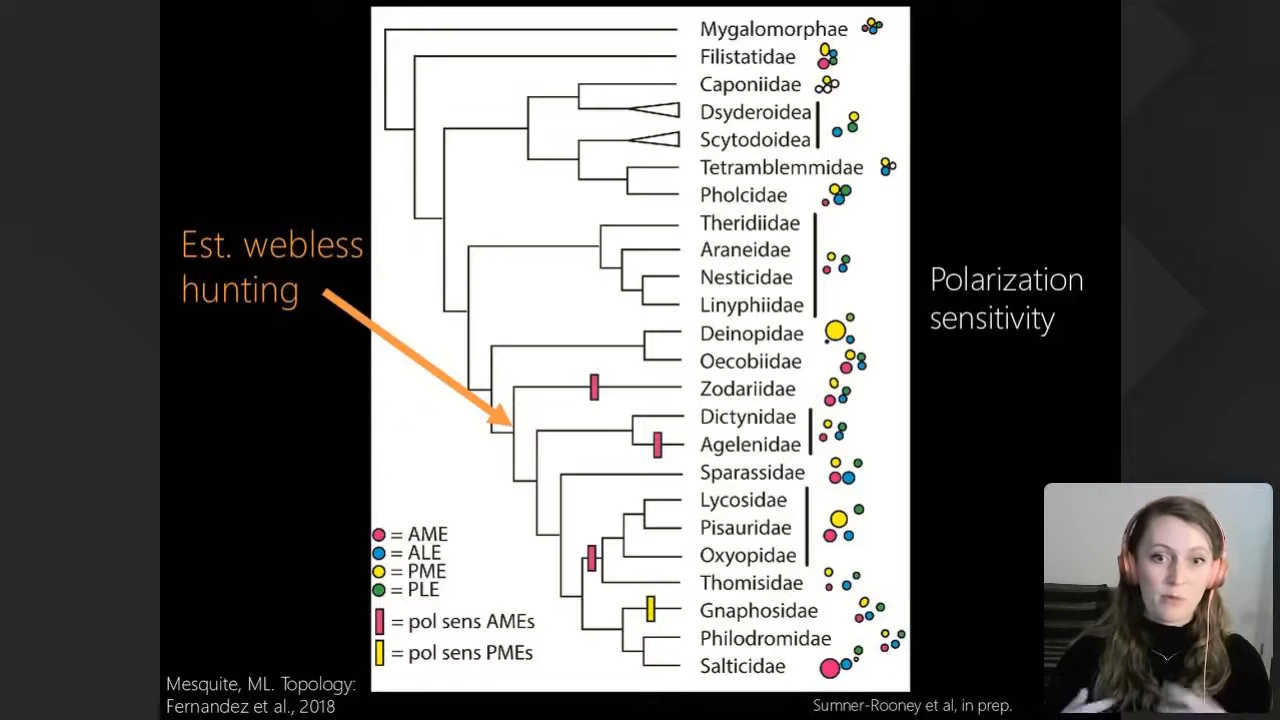 Mygalomorphae
Filistatidae
Caponiidae
Dsyderoidea
Scytodoidea
Tetramblemmidae
Pholcidae
Theridiidae
Araneidae
Nesticidae
Linyphiidae
Deinopidae
Oecobiidae
Zodariidae
Dictynidae
Agelenidae
Sparassidae
Lycosidae
Pisauridae
Oxyopidae
Thomisidae
Gnaphosidae
Philodromidae
Salticidae
Est. webless
hunting
Polarization
sensitivity
= AME
= ALE
= PME
= PLE
= pol sens AMEs
= pol sens PMEs
Mesquite, ML. Topology:
Fernandez et al., 2018
Sumner-Rooney et al, in prep.